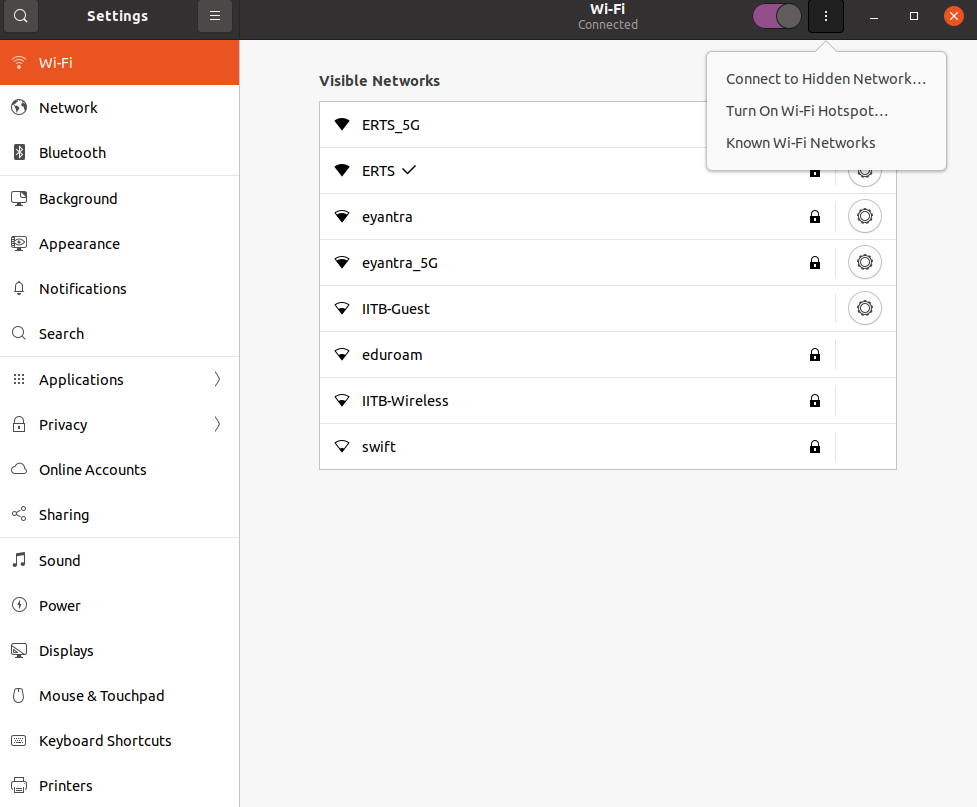 Settings
Wi-Fi
Connected
Wi-Fi
Network
Bluetooth
Background
Appearance
Notifications
Search
Applications
Privacy
Online Accounts
Sharing
Sound
Power
Displays
Mouse & Touchpad
Keyboard Shortcuts
Printers
Visible Networks
ERTS_5G
ERTS
eyantra
eyantra_5G
IITB-Guest
eduroam
IITB-Wireless
swift
Connect to Hidden Network…
Turn On Wi-Fi Hotspot…
Known Wi-Fi Networks